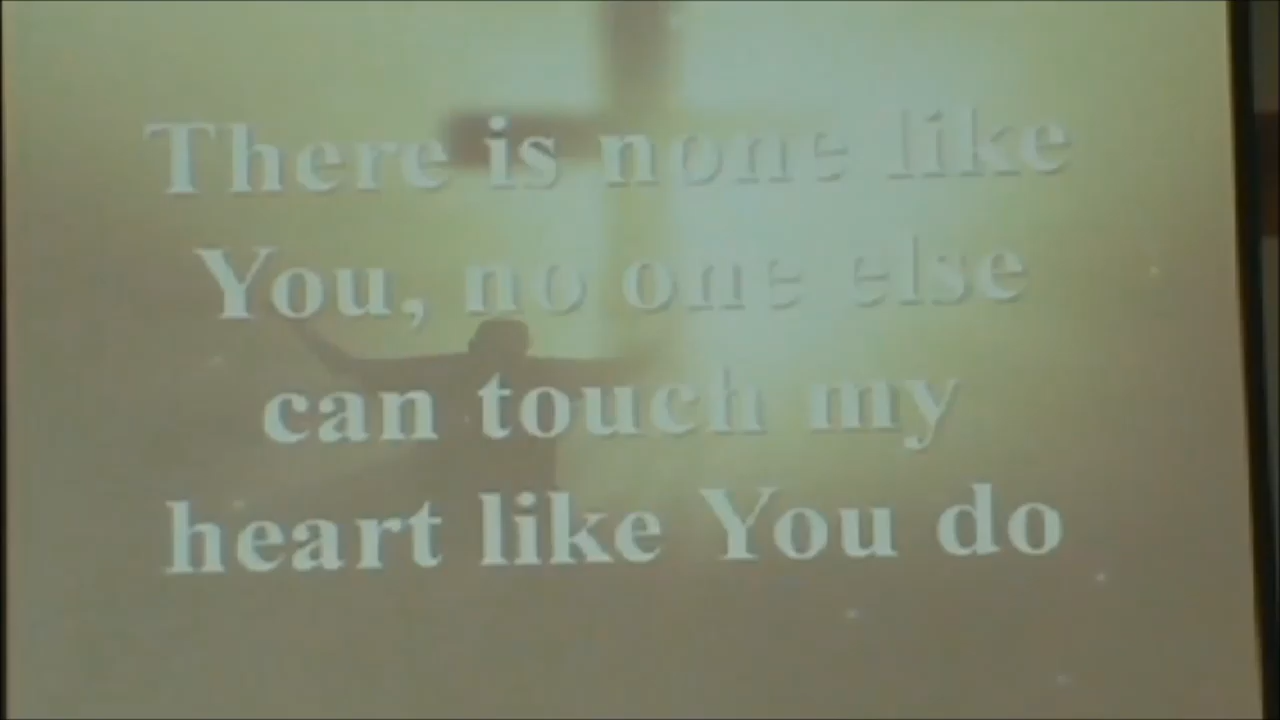 There is none like
You, no one else
can touch my
heart like You do